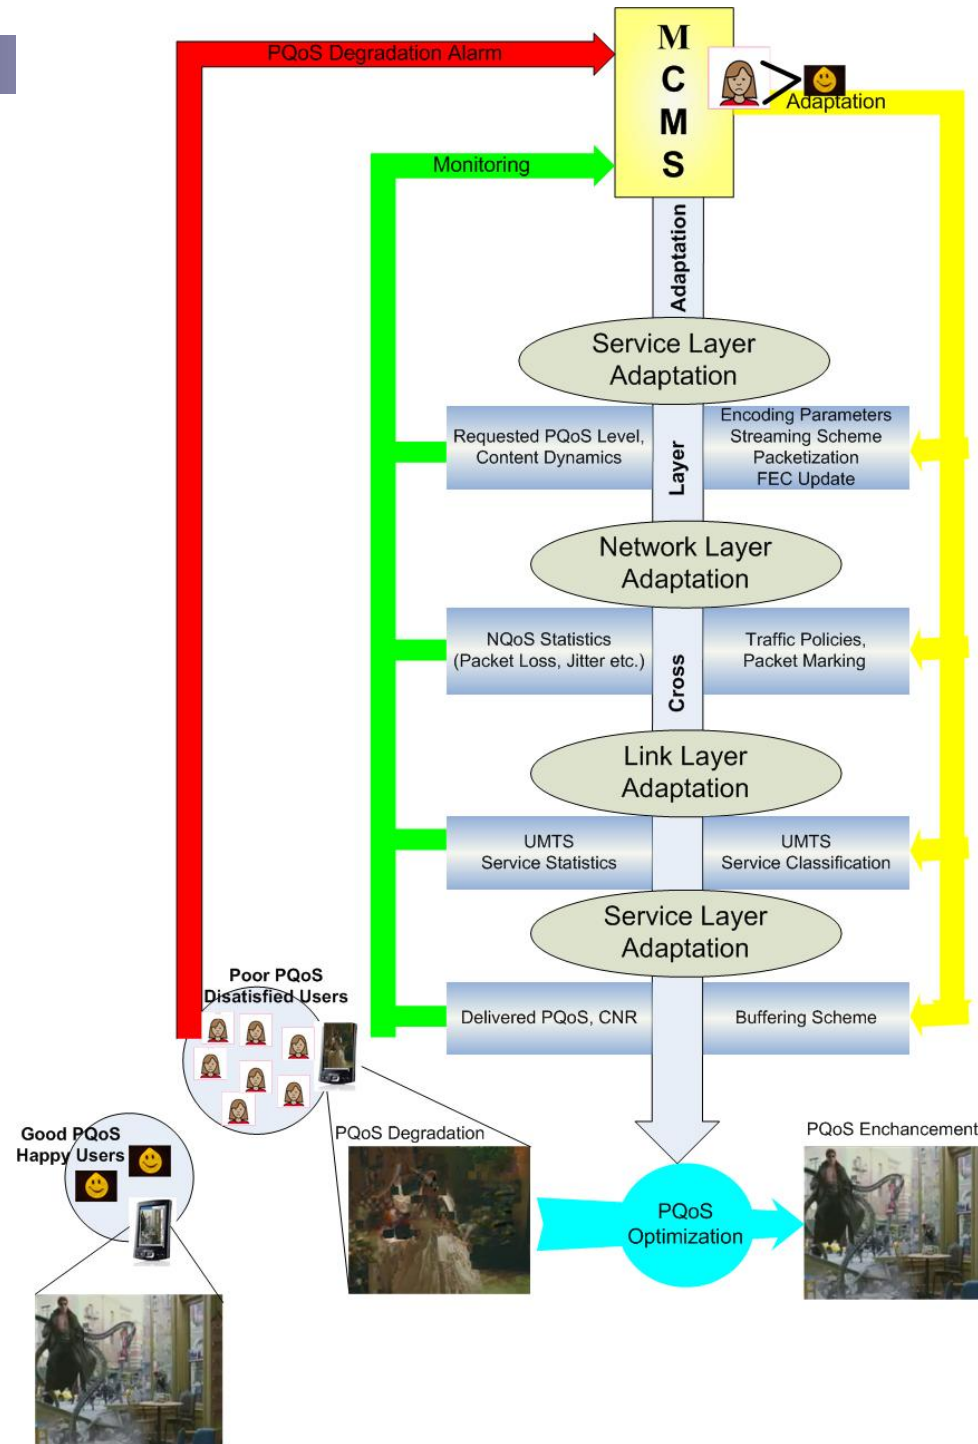 PQoS Degradation Alarm
M
C
M
S
Adaptation
Monitoring
Adaptation
Service Layer
Adaptation
Requested PQoS Level,
Content Dynamics
Layer
Encoding Parameters
Streaming Scheme
Packetization
FEC Update
Network Layer
Adaptation
NQoS Statistics
(Packet Loss, Jitter etc.)
Cross
Traffic Policies,
Packet Marking
Link Layer
Adaptation
UMTS
Service Statistics
UMTS
Service Classification
Service Layer
Adaptation
Poor PQoS
Disatisfied Users
Delivered PQoS, CNR
Buffering Scheme
Good PQoS
Happy Users
PQoS Degradation
PQoS Enchancement
PQoS
Optimization